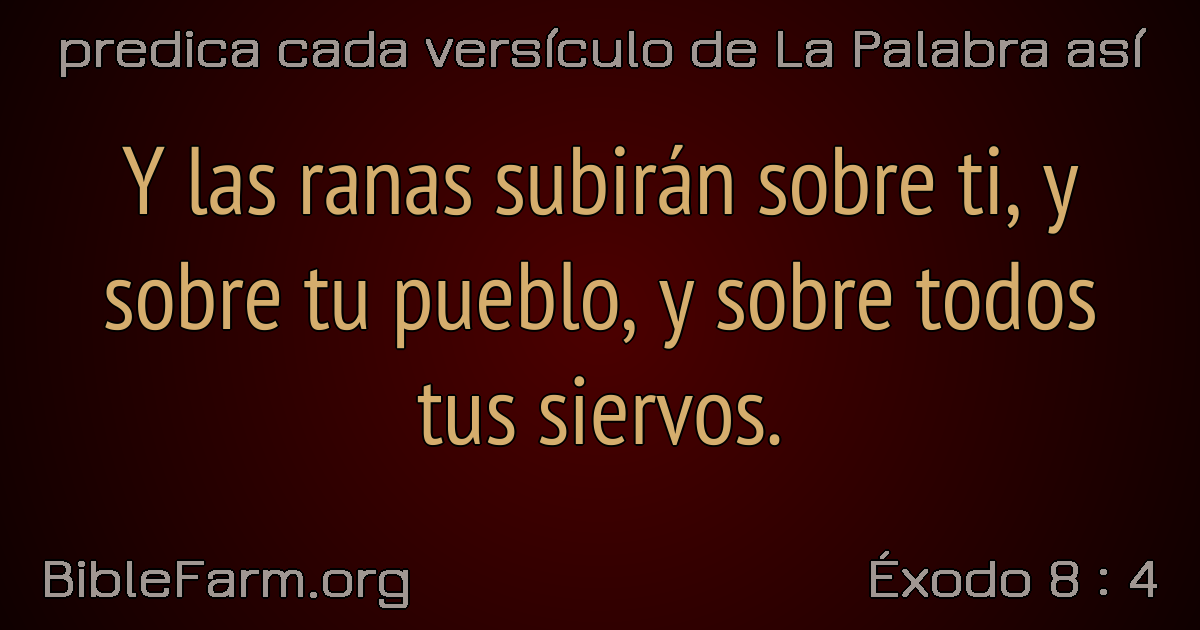 predica cada versículo de La Palabra así
Y las ranas subirán sobre ti, y
sobre tu pueblo, y sobre todos
tus siervos.
BibleFarm.org
Éxodo 8 : 4